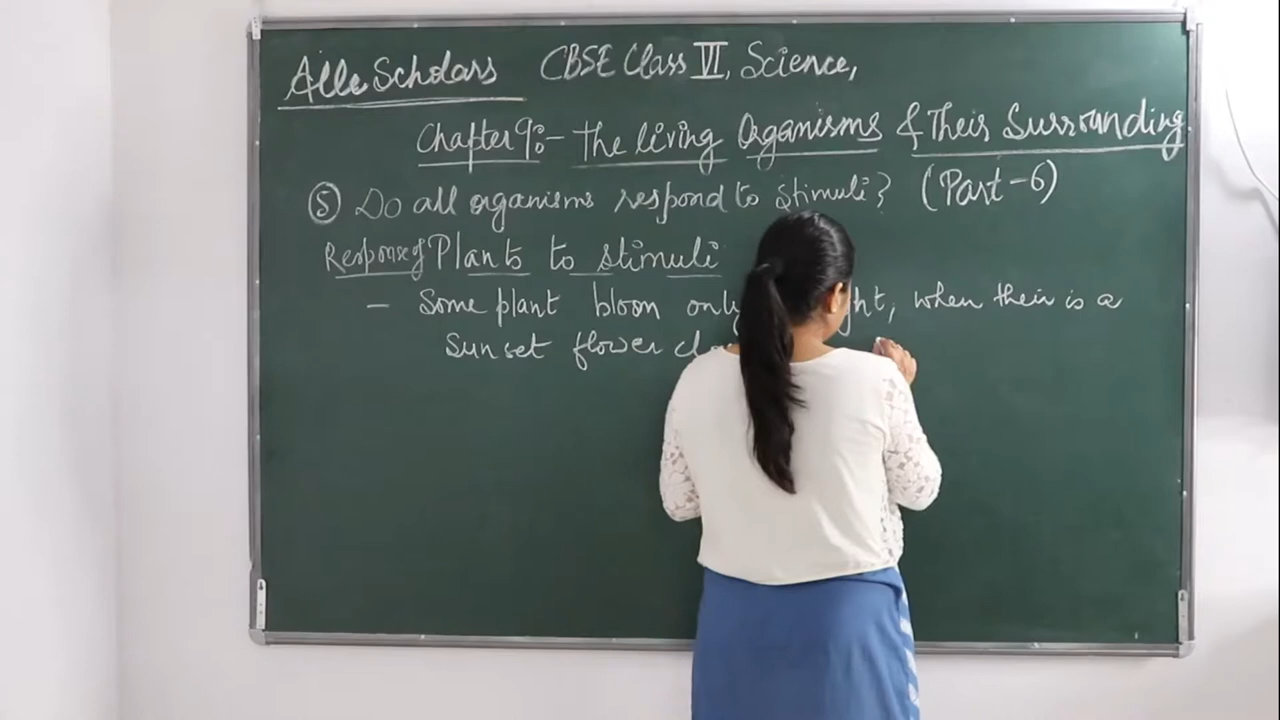 Alle Scholars CBSE Class VI, Science,
Chapter 9:- The living Organisms & Their Surrounding
(5) Do all organisms respond to stimuli? (Part-6)
Response of Plants to stimuli
- Some plant bloom only , when their is a
Sunset flower